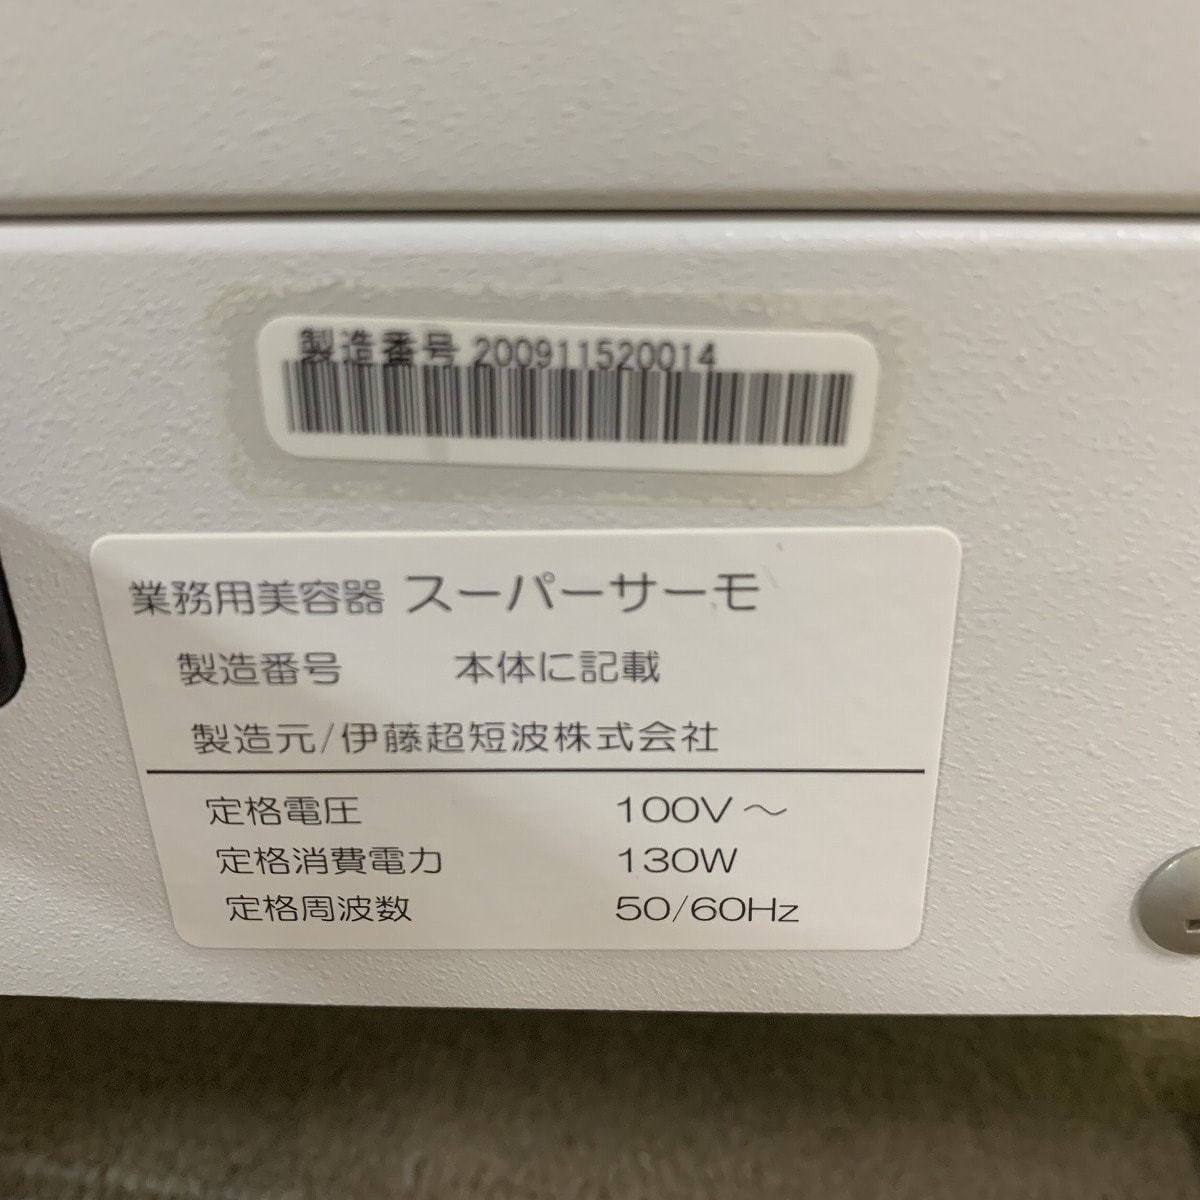 製造番号 200911520014
業務用美容器 スーパーサーモ
製造番号 本体に記載
製造元/伊藤超短波株式会社
定格電圧 100V～
定格消費電力 130W
定格周波数 50/60Hz